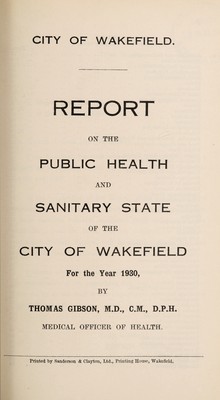 CITY OF WAKEFIELD.
REPORT
ON THE
PUBLIC HEALTH
AND
SANITARY STATE
OF THE
CITY OF WAKEFIELD
For the Year 1930,
BY
THOMAS GIBSON, M.D., C.M., D.P.H.
MEDICAL OFFICER OF HEALTH.
Printed by Sanderson & Clayton, Ltd., Printing House, Wakefield.